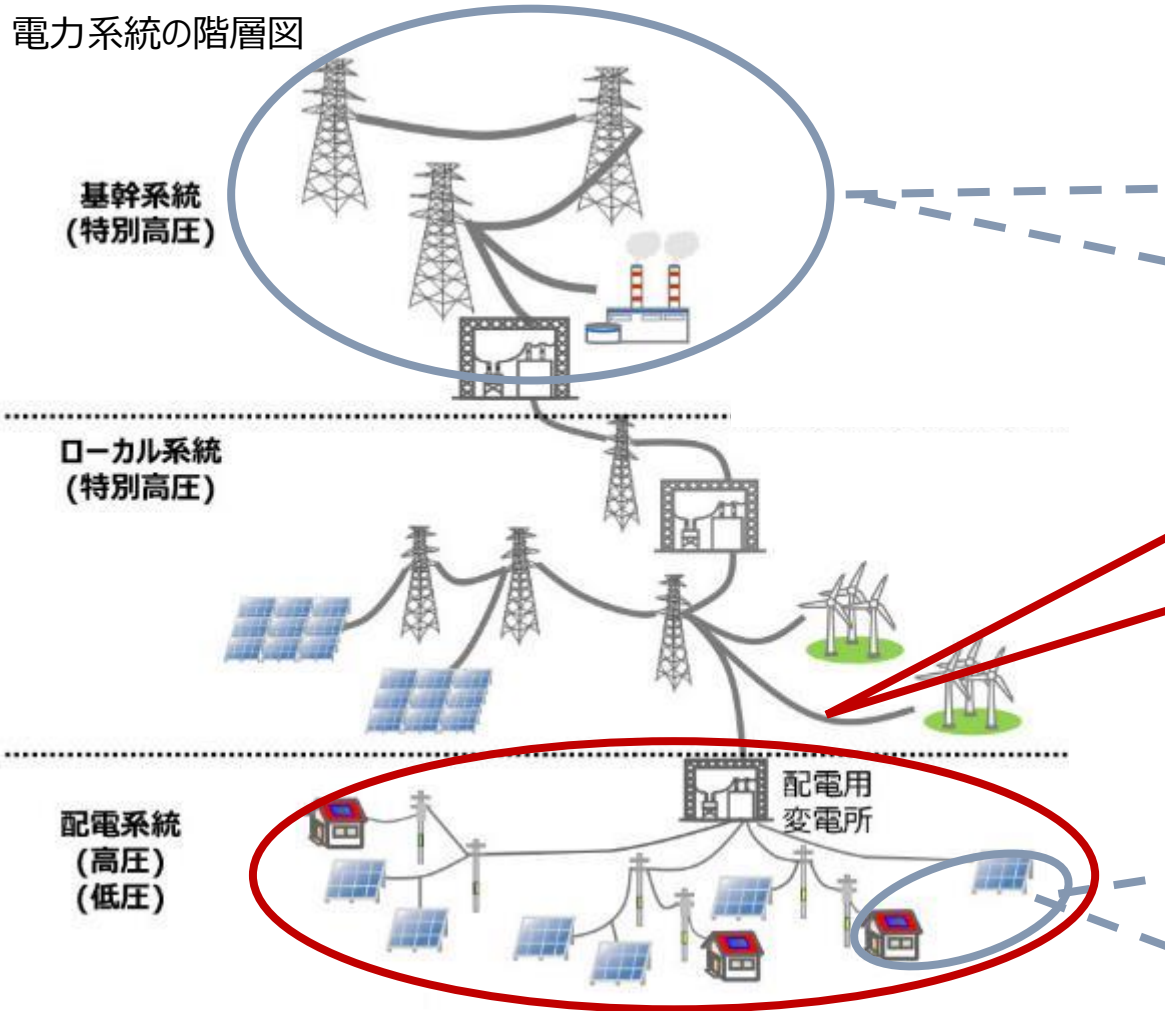 電力系統の階層図
基幹系統
(特別高圧)
ローカル系統
(特別高圧)
配電用
変電所
配電系統
(高圧)
(低圧)